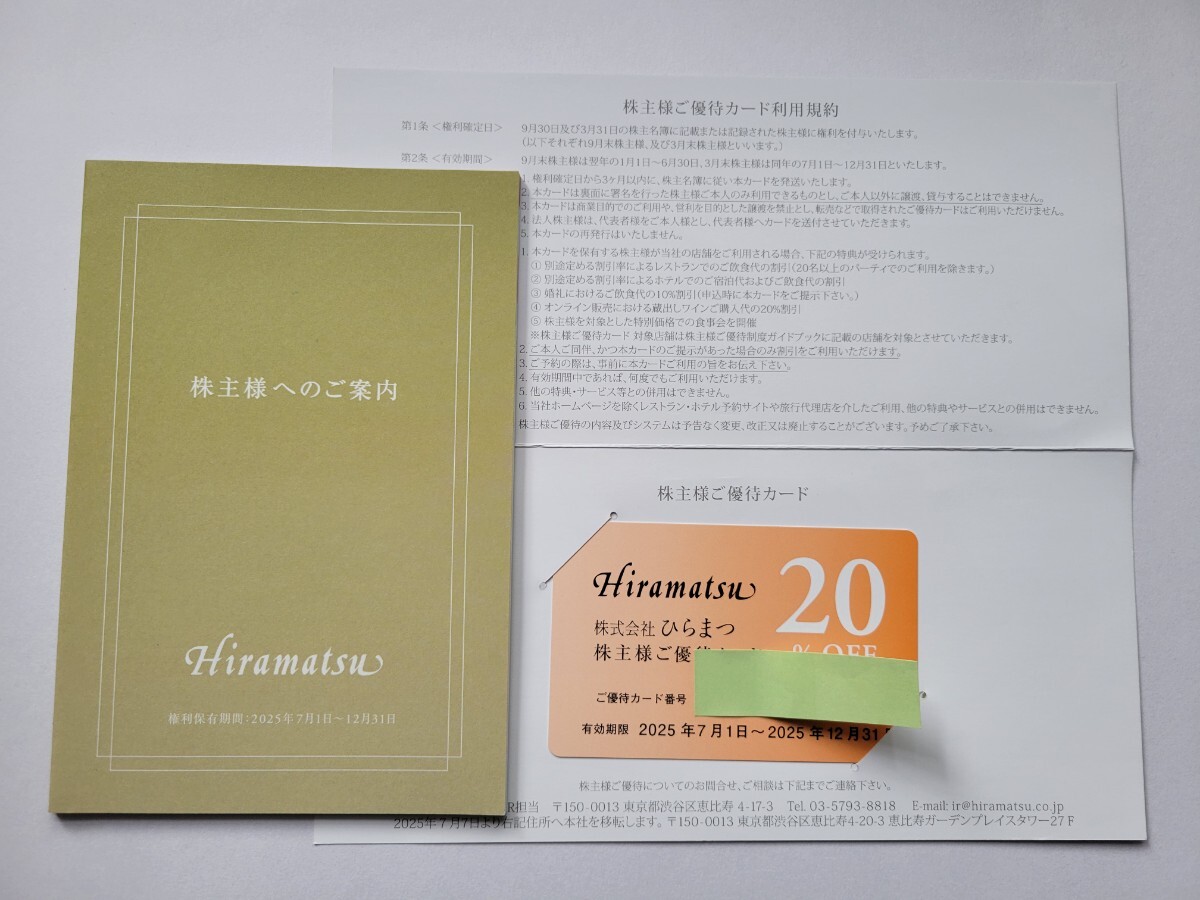 株主様へのご案内
Hiramatsu
権利保有期間：2025年7月1日～12月31日
株主様ご優待カード利用規約
第1条 ＜権利確定日＞ 9月30日及び3月31日の株主名簿に記載または記録された株主様に権利を付与いたします。
（以下それぞれ9月末株主様、及び3月末株主様といいます。）
第2条 ＜有効期間＞ 9月末株主様は翌年の1月1日～6月30日、3月末株主様は同年の7月1日～12月31日といたします。
1. 権利確定日から3ヶ月以内に、株主名簿に従い本カードを発送いたします。
2. 本カードは裏面に署名を行った株主様ご本人のみ利用できるものとし、ご本人以外に譲渡、貸与することはできません。
3. 本カードは商業目的でのご利用や、営利を目的とした譲渡を禁止とし、転売などで取得されたご優待カードはご利用いただけません。
4. 法人株主様は、代表者様をご本人様とし、代表者様へカードを送付させていただきます。
5. 本カードの再発行はいたしません。
1. 本カードを保有する株主様が当社の店舗をご利用される場合、下記の特典が受けられます。
① 別途定める割引率によるレストランでのご飲食代の割引（20名以上のパーティでのご利用を除きます。）
② 別途定める割引率によるホテルでのご宿泊代およびご飲食代の割引
③ 婚礼におけるご飲食代の10%割引（申込時に本カードをご提示下さい。）
④ オンライン販売における蔵出しワインご購入代の20%割引
⑤ 株主様を対象とした特別価格での食事会を開催
※株主様ご優待カード 対象店舗は株主様ご優待制度ガイドブックに記載の店舗を対象とさせていただきます。
2. ご本人ご同伴、かつ本カードのご提示があった場合のみ割引をご利用いただけます。
3. ご予約の際は、事前に本カードご利用の旨をお伝え下さい。
4. 有効期間中であれば、何度でもご利用いただけます。
5. 他の特典・サービス等との併用はできません。
6. 当社ホームページを除くレストラン・ホテル予約サイトや旅行代理店を介したご利用、他の特典やサービスとの併用はできません。
株主様ご優待の内容及びシステムは予告なく変更、改正又は廃止することがございます。予めご了承下さい。
株主様ご優待カード
Hiramatsu
20
% OFF
株式会社 ひらまつ
株主様ご優待
ご優待カード番号
有効期限 2025年7月1日～2025年12月31
株主様ご優待についてのお問合せ、ご相談は下記までご連絡下さい。
R担当 〒150-0013 東京都渋谷区恵比寿 4-17-3 Tel. 03-5793-8818 E-mail: ir@hiramatsu.co.jp
2025年7月7日より右記住所へ本社を移転します。〒150-0013 東京都渋谷区恵比寿4-20-3 恵比寿ガーデンプレイスタワー27F